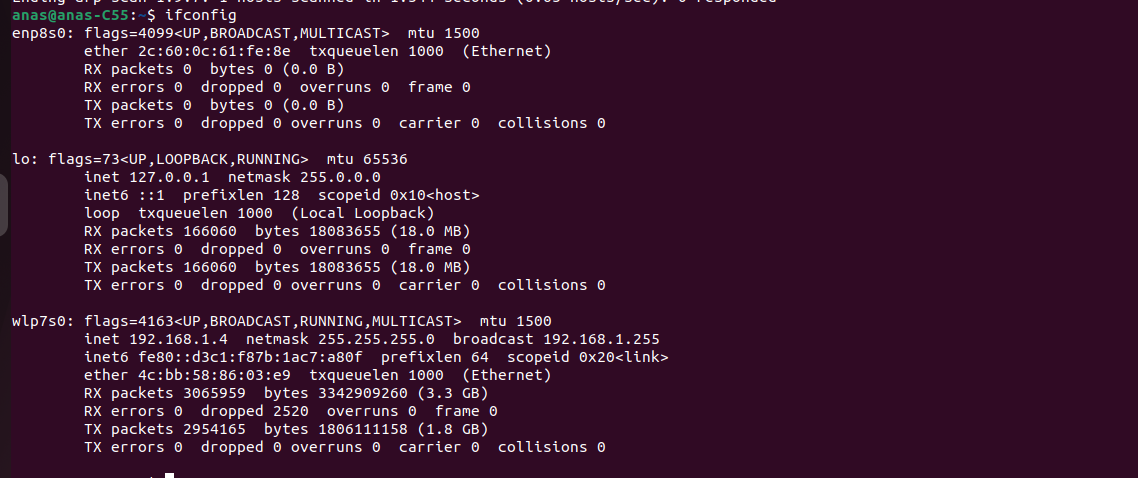 anas@anas-C55:~$ ifconfig
enp8s0: flags=4099<UP,BROADCAST,MULTICAST>  mtu 1500
        ether 2c:60:0c:61:fe:8e  txqueuelen 1000  (Ethernet)
        RX packets 0  bytes 0 (0.0 B)
        RX errors 0  dropped 0  overruns 0  frame 0
        TX packets 0  bytes 0 (0.0 B)
        TX errors 0  dropped 0 overruns 0  carrier 0  collisions 0

lo: flags=73<UP,LOOPBACK,RUNNING>  mtu 65536
        inet 127.0.0.1  netmask 255.0.0.0
        inet6 ::1  prefixlen 128  scopeid 0x10<host>
        loop  txqueuelen 1000  (Local Loopback)
        RX packets 166060  bytes 18083655 (18.0 MB)
        RX errors 0  dropped 0  overruns 0  frame 0
        TX packets 166060  bytes 18083655 (18.0 MB)
        TX errors 0  dropped 0 overruns 0  carrier 0  collisions 0

wlp7s0: flags=4163<UP,BROADCAST,RUNNING,MULTICAST>  mtu 1500
        inet 192.168.1.4  netmask 255.255.255.0  broadcast 192.168.1.255
        inet6 fe80::d3c1:f87b:1ac7:a80f  prefixlen 64  scopeid 0x20<link>
        ether 4c:bb:58:86:03:e9  txqueuelen 1000  (Ethernet)
        RX packets 3065959  bytes 3342909260 (3.3 GB)
        RX errors 0  dropped 2520  overruns 0  frame 0
        TX packets 2954165  bytes 1806111158 (1.8 GB)
        TX errors 0  dropped 0 overruns 0  carrier 0  collisions 0